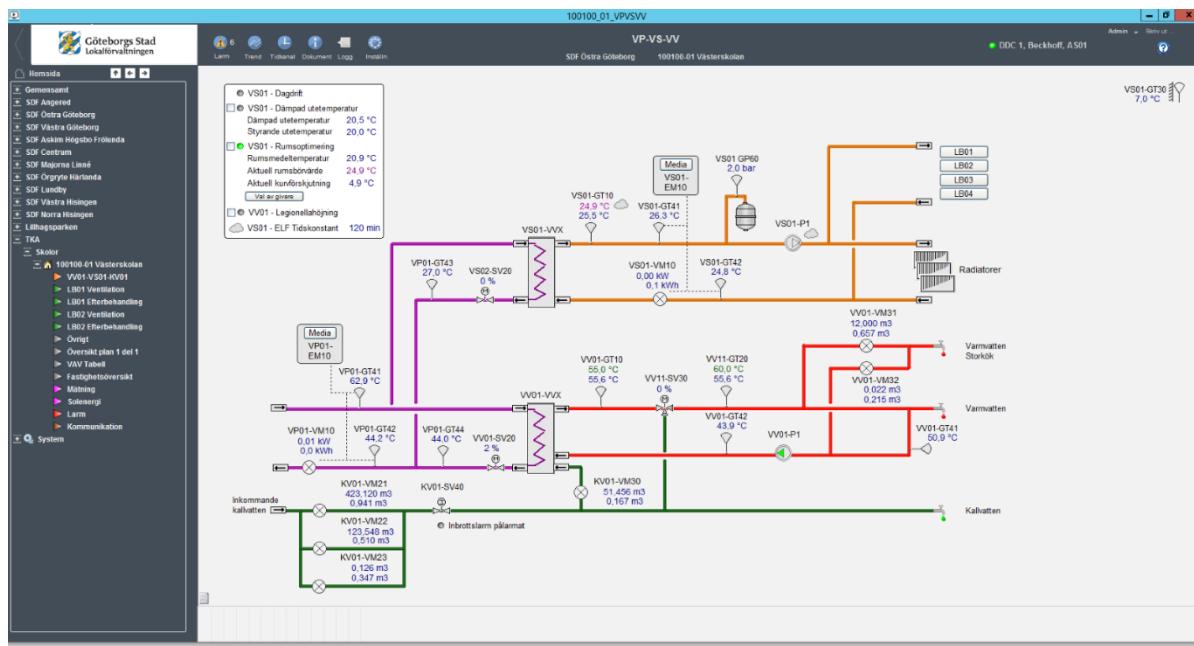 100100_01_VPVSVV
Göteborgs Stad
Lokalförvaltningen
6
Larm
Trend
Tidkanal
Dokument
Logg
Inställn
VP-VS-VV
SDF Östra Göteborg
100100-01 Västerskolan
DDC 1, Beckhoff, AS01
Admin
Skriv ut ...
Hemsida
Gemensamt
SDF Angered
SDF Östra Göteborg
SDF Västra Göteborg
SDF Askim Högsbo Frölenda
SDF Centrum
SDF Majorna Linné
SDF Örgryte Härlanda
SDF Lundby
SDF Västra Hisingen
SDF Norra Hisingen
Lillhagsparken
TKA
Skolor
100100-01 Västerskolan
VV01-VS01-KV01
LB01 Ventilation
LB01 Efterbehandling
LB02 Ventilation
LB02 Efterbehandling
Övrigt
Översikt plan 1 del 1
VAV Tabell
Fastighetsöversikt
Mätning
Solenergi
Larm
Kommunikation
System
VS01 - Dagdrift
VS01 - Dämpad utetemperatur
Dämpad utetemperatur 20,5 °C
Styrande utetemperatur 20,0 °C
VS01 - Rumsoptimering
Rumsmedeltemperatur 20,9 °C
Aktuell rumsbörvärde 24,9 °C
Aktuell kurvförskjutning 4,9 °C
Val av givare
VV01 - Legionellahöjning
VS01 - ELF Tidskonstant 120 min
VS01-GT30
7,0 °C
LB01
LB02
LB03
LB04
Media
VS01-
EM10
VS01 GP60
2,0 bar
VS01-GT10
24,9 °C
25,5 °C
VS01-GT41
26,3 °C
VS01-P1
VS01-VVX
VP01-GT43
27,0 °C
VS02-SV20
0 %
VS01-VM10
0,00 kW
0,1 kWh
VS01-GT42
24,8 °C
Radiatorer
VV01-VM31
12,000 m3
0,657 m3
Varmvatten
Storkök
Media
VP01-
EM10
VP01-GT41
62,9 °C
VV01-GT10
55,0 °C
55,6 °C
VV11-SV30
0 %
VV11-GT20
60,0 °C
55,6 °C
VV01-VM32
0,022 m3
0,215 m3
VV01-VVX
Varmvatten
VP01-VM10
0,01 kW
0,0 kWh
VP01-GT42
44,2 °C
VP01-GT44
44,0 °C
VV01-SV20
2 %
VV01-GT42
43,9 °C
VV01-P1
VV01-GT41
50,9 °C
Inkommande
kallvatten
KV01-VM21
423,120 m3
0,941 m3
KV01-SV40
KV01-VM30
51,456 m3
0,167 m3
Kallvatten
KV01-VM22
123,548 m3
0,510 m3
Inbrottslarm pålarmat
KV01-VM23
0,126 m3
0,347 m3